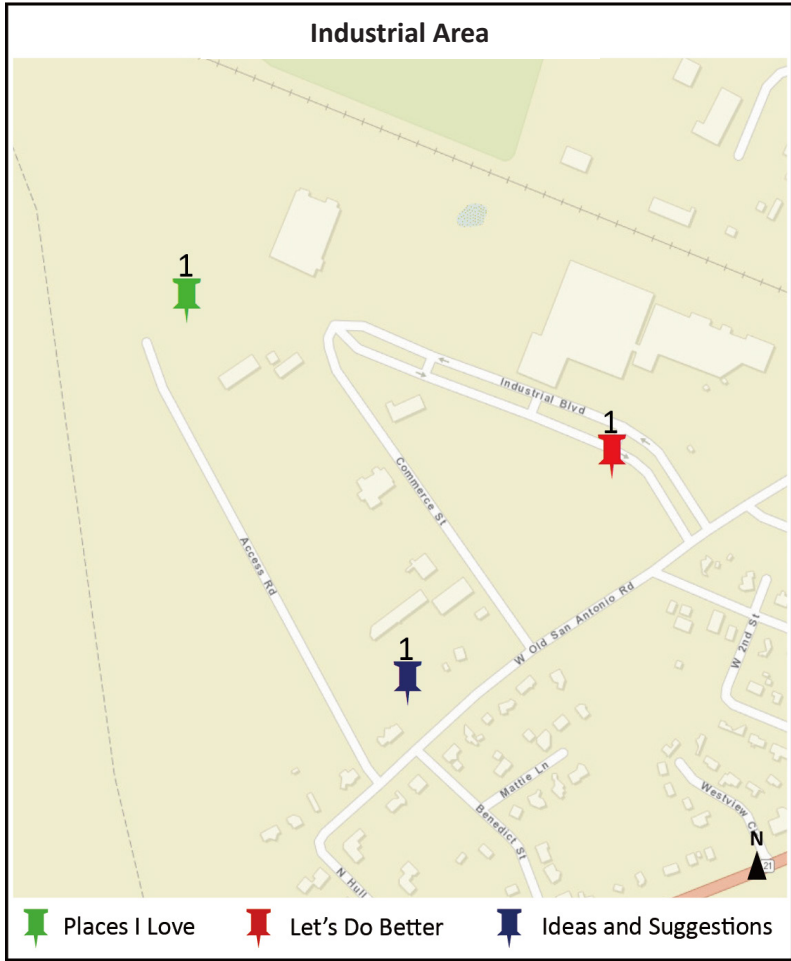 Industrial Area
1
1
Industrial Blvd
Commerce St
Access Rd
W Old San Antonio Rd
W 2nd St
1
Mattie Ln
Benedict St
Westview C
N Hull
N
21
Places I Love
Let's Do Better
Ideas and Suggestions